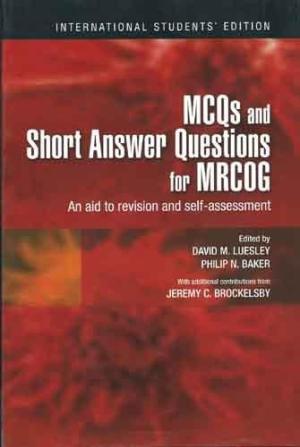 INTERNATIONAL STUDENTS' EDITION
MCQs and
Short Answer Questions
for MRCOG
An aid to revision and self-assessment
Edited by
DAVID M. LUESLEY
PHILIP N. BAKER
With additional contributions from
JEREMY C. BROCKELSBY